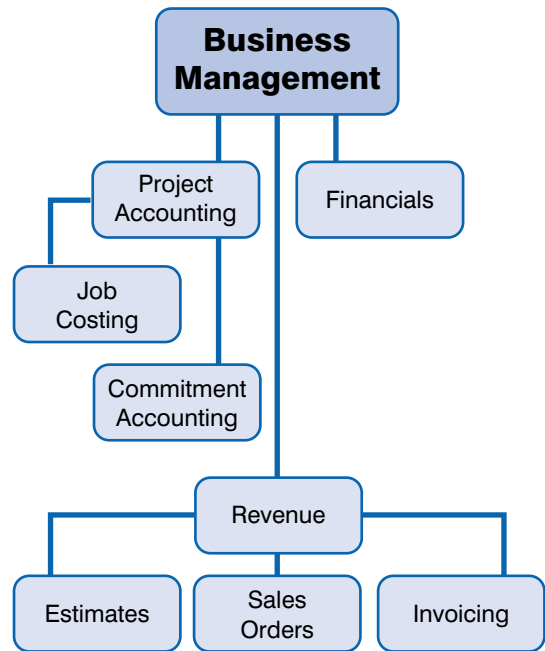 Business
Management
Project
Accounting
Financials
Job
Costing
Commitment
Accounting
Revenue
Estimates
Sales
Orders
Invoicing